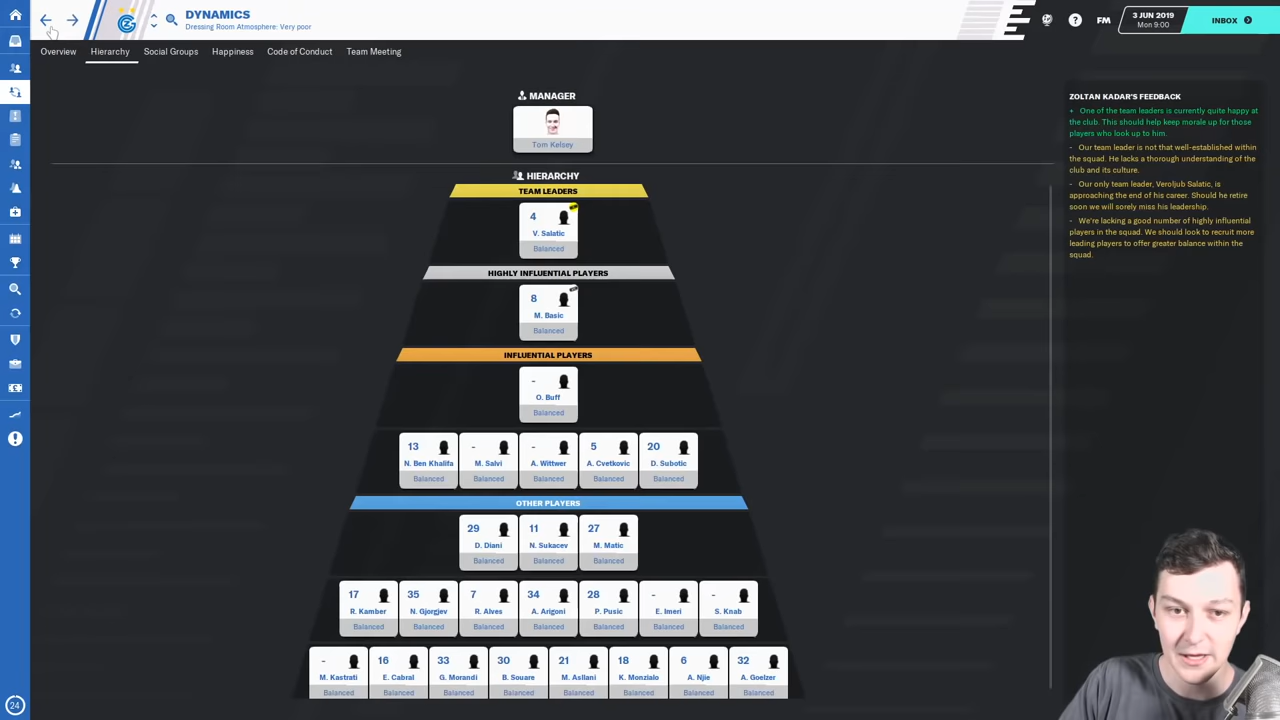 DYNAMICS
Dressing Room Atmosphere: Very poor
FM
3 JUN 2019
Mon 9:00
INBOX
Overview
Hierarchy
Social Groups
Happiness
Code of Conduct
Team Meeting
MANAGER
Tom Kelsey
HIERARCHY
TEAM LEADERS
4
V. Salatic
Balanced
HIGHLY INFLUENTIAL PLAYERS
8
M. Basic
Balanced
INFLUENTIAL PLAYERS
-
O. Buff
Balanced
13 - - 5 20
N. Ben Khalifa M. Salvi A. Wittwer A. Cvetkovic D. Subotic
Balanced Balanced Balanced Balanced Balanced
OTHER PLAYERS
29 11 27
D. Diani N. Sukacev M. Matic
Balanced Balanced Balanced
17 35 7 34 28 - -
R. Kamber N. Gjorgjev R. Alves A. Arigoni P. Pusic E. Imeri S. Knab
Balanced Balanced Balanced Balanced Balanced Balanced Balanced
- 16 33 30 21 18 6 32
M. Kastrati E. Cabral G. Morandi B. Souare M. Asllani K. Monzialo A. Njie A. Goelzer
Balanced Balanced Balanced Balanced Balanced Balanced Balanced Balanced
ZOLTAN KADAR'S FEEDBACK
+ One of the team leaders is currently quite happy at
the club. This should help keep morale up for those
players who look up to him.
- Our team leader is not that well-established within
the squad. He lacks a thorough understanding of the
club and its culture.
- Our only team leader, Veroljub Salatic, is
approaching the end of his career. Should he retire
soon we will sorely miss his leadership.
- We're lacking a good number of highly influential
players in the squad. We should look to recruit more
leading players to offer greater balance within the
squad.
24